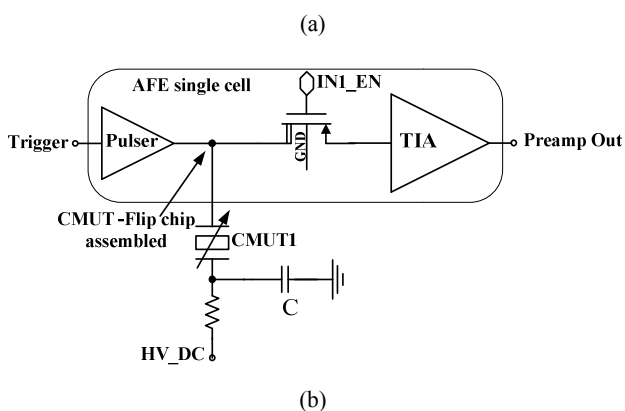 (a)
AFE single cell
IN1_EN
Trigger
Pulser
GND
TIA
Preamp Out
CMUT -Flip chip
assembled
CMUT1
C
HV_DC
(b)